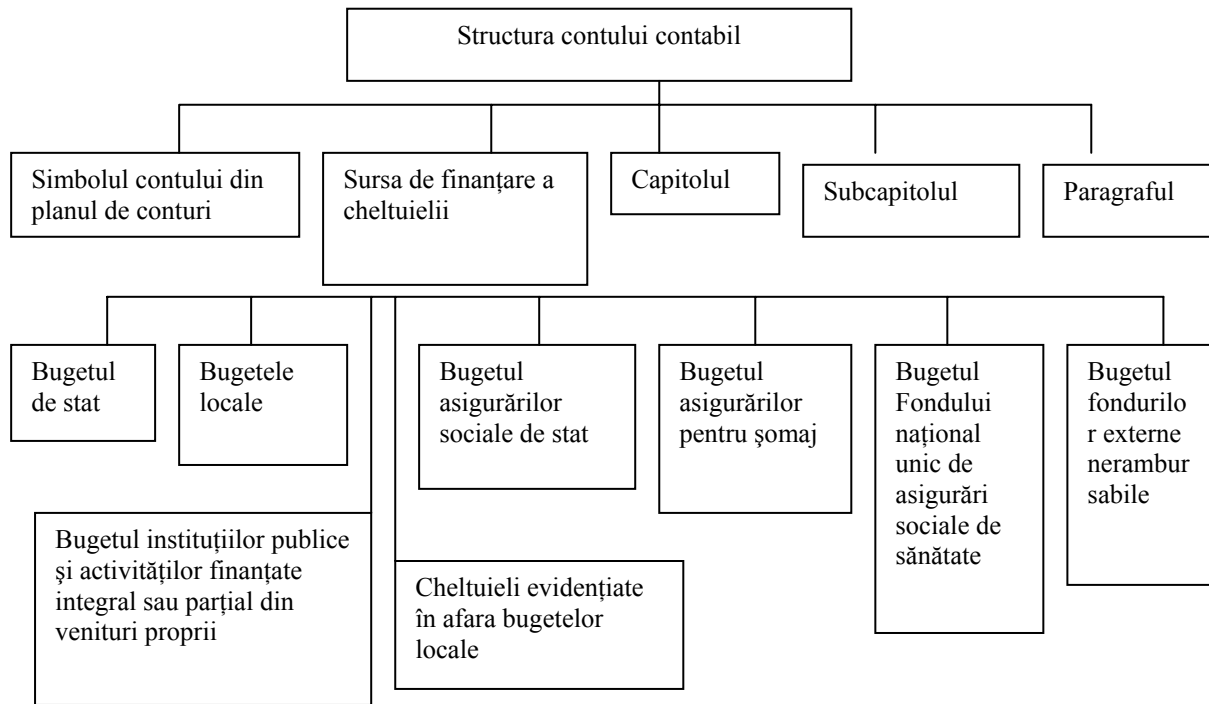 Structura contului contabil
Simbolul contului din
planul de conturi
Sursa de finanțare a
cheltuielii
Capitolul
Subcapitolul
Paragraful
Bugetul
de stat
Bugetele
locale
Bugetul
asigurărilor
sociale de stat
Bugetul
asigurărilor
pentru şomaj
Bugetul
Fondului
național
unic de
asigurări
sociale de
sănătate
Bugetul
fondurilo
r externe
nerambur
sabile
Bugetul instituțiilor publice
şi activităților finanțate
integral sau parțial din
venituri proprii
Cheltuieli evidențiate
în afara bugetelor
locale